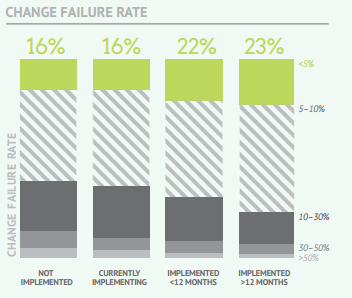 CHANGE FAILURE RATE
16%
16%
22%
23%
<5%
5–10%
10–30%
30–50%
>50%
CHANGE FAILURE RATE
NOT
IMPLEMENTED
CURRENTLY
IMPLEMENTING
IMPLEMENTED
<12 MONTHS
IMPLEMENTED
>12 MONTHS